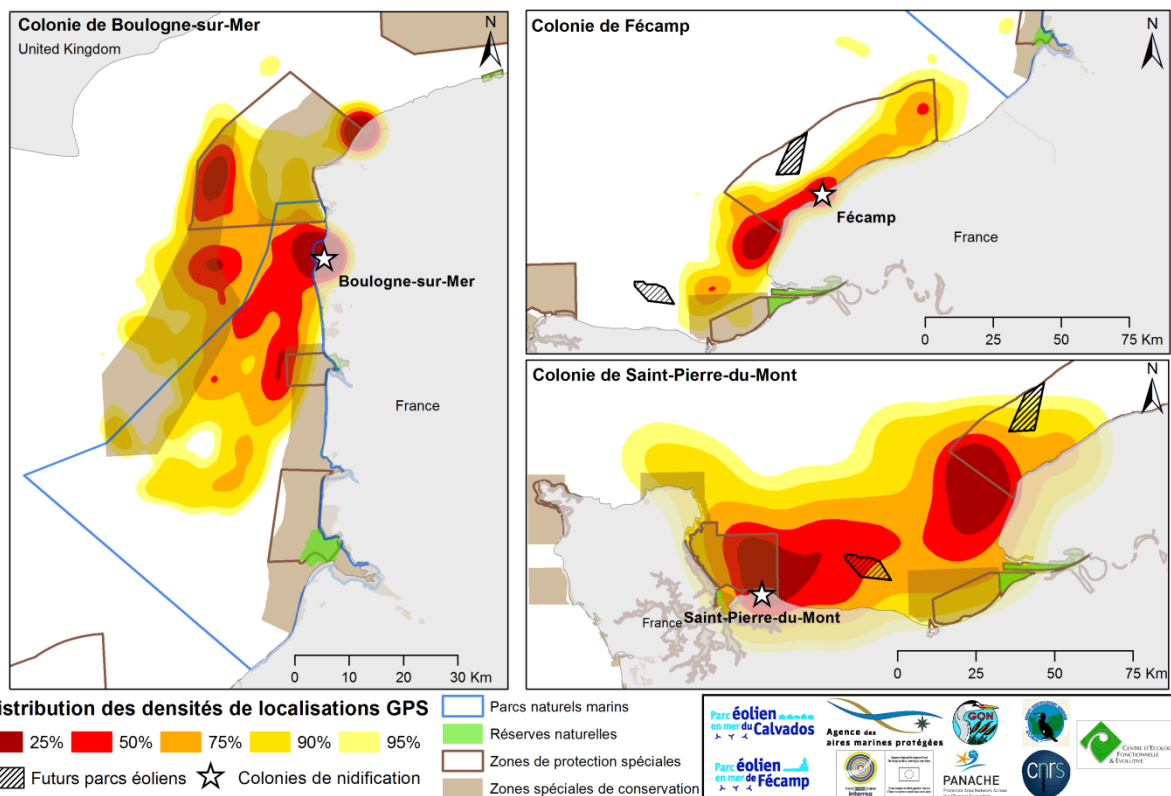 Colonie de Boulogne-sur-Mer
United Kingdom
N
Boulogne-sur-Mer
France
0 10 20 30 Km
Colonie de Fécamp
N
Fécamp
France
0 25 50 75 Km
Colonie de Saint-Pierre-du-Mont
N
Saint-Pierre-du-Mont
France
0 25 50 75 Km
istribution des densités de localisations GPS
25% 50% 75% 90% 95%
Futurs parcs éoliens
Colonies de nidification
Parcs naturels marins
Réserves naturelles
Zones de protection spéciales
Zones spéciales de conservation
Parc éolien
en mer du Calvados
Parc éolien
en mer de Fécamp
Agence des
aires marines protégées
GON
interreg
PANACHE
cnrs
CENTRE D'ECOLOGIE
FONCTIONNELLE
& EVOLUTIVE